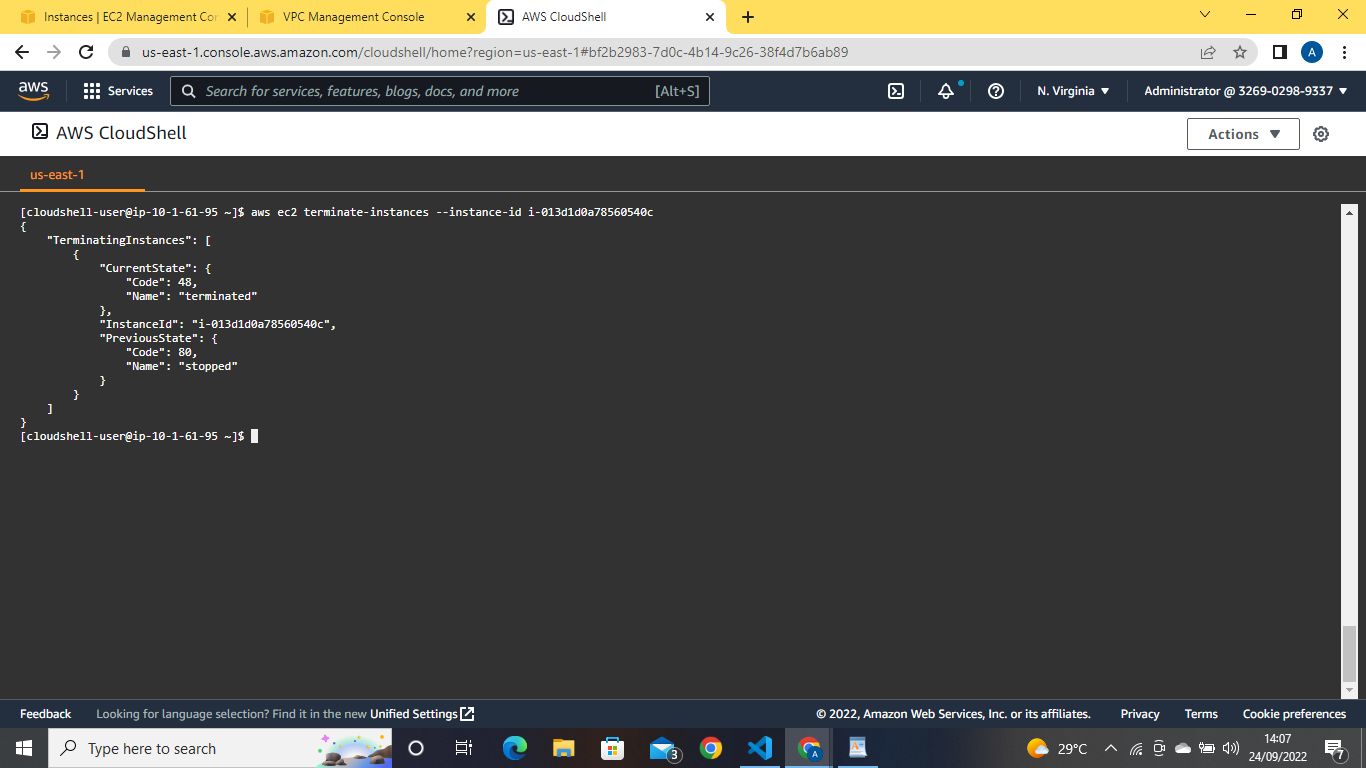 Instances | EC2 Management Con
VPC Management Console
AWS CloudShell
us-east-1.console.aws.amazon.com/cloudshell/home?region=us-east-1#bf2b2983-7d0c-4b14-9c26-38f4d7b6ab89
A
aws
Services
Search for services, features, blogs, docs, and more
[Alt+S]
N. Virginia
Administrator @ 3269-0298-9337
AWS CloudShell
Actions
us-east-1
[cloudshell-user@ip-10-1-61-95 ~]$ aws ec2 terminate-instances --instance-id i-013d1d0a78560540c
{
    "TerminatingInstances": [
        {
            "CurrentState": {
                "Code": 48,
                "Name": "terminated"
            },
            "InstanceId": "i-013d1d0a78560540c",
            "PreviousState": {
                "Code": 80,
                "Name": "stopped"
            }
        }
    ]
}
[cloudshell-user@ip-10-1-61-95 ~]$
Feedback
Looking for language selection? Find it in the new Unified Settings
© 2022, Amazon Web Services, Inc. or its affiliates.
Privacy
Terms
Cookie preferences
Type here to search
3
A
29°C
14:07
24/09/2022
7